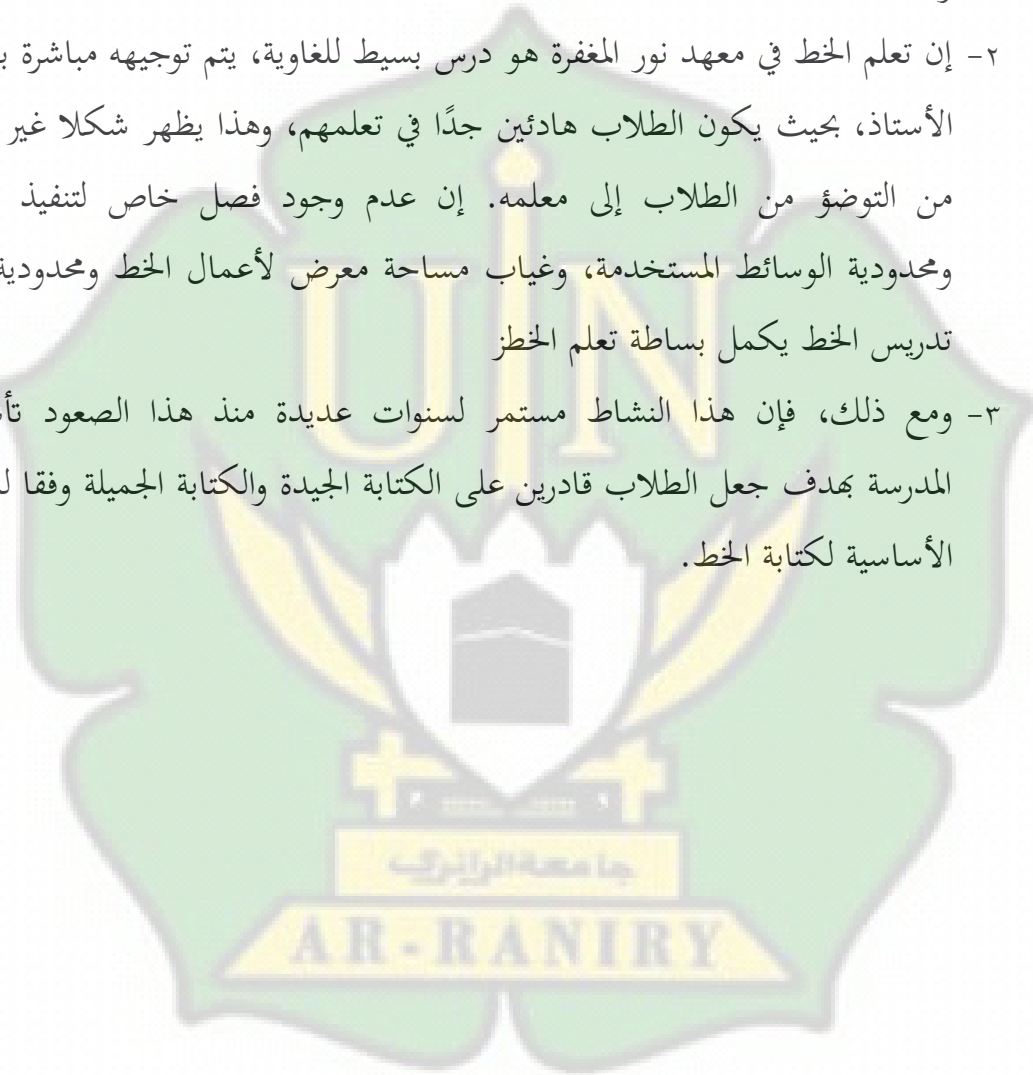 ٢- إن تعلم الخط في معهد نور المغفرة هو درس بسيط للغاوية، يتم توجيهه مباشرة
الأستاذ، بحيث يكون الطلاب هادئين جدًا في تعلمهم، وهذا يظهر شكلا غير
من التوضؤ من الطلاب إلى معلمه. إن عدم وجود فصل خاص لتنفيذ
ومحدودية الوسائط المستخدمة، وغياب مساحة معرض لأعمال الخط ومحدودية
تدريس الخط يكمل بساطة تعلم الخطز
٣- ومع ذلك، فإن هذا النشاط مستمر لسنوات عديدة منذ هذا الصعود
المدرسة بهدف جعل الطلاب قادرين على الكتابة الجيدة والكتابة الجميلة وفقا
الأساسية لكتابة الخط.
UIN
جامعة الرانري
AR-RANIRY